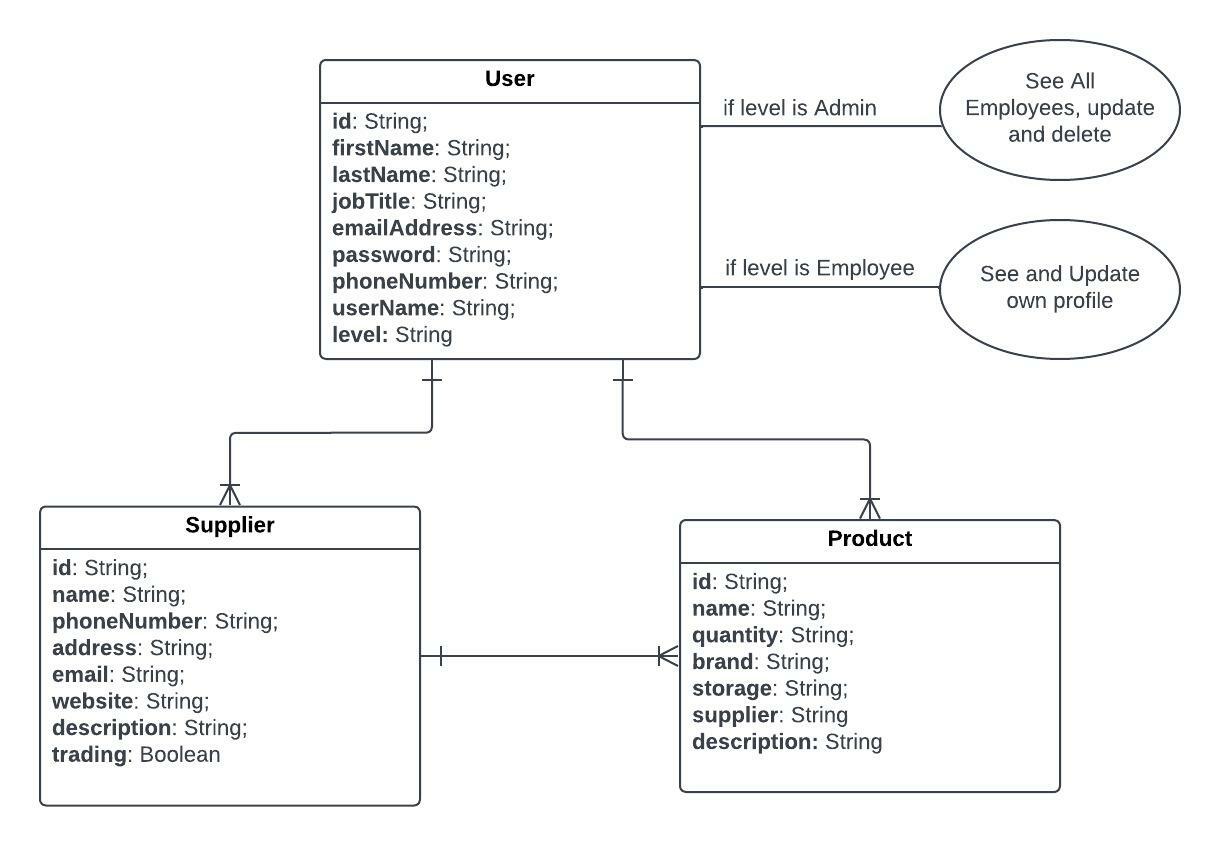 User
id: String;
firstName: String;
lastName: String;
jobTitle: String;
emailAddress: String;
password: String;
phoneNumber: String;
userName: String;
level: String
if level is Admin
See All
Employees, update
and delete
if level is Employee
See and Update
own profile
Supplier
id: String;
name: String;
phoneNumber: String;
address: String;
email: String;
website: String;
description: String;
trading: Boolean
Product
id: String;
name: String;
quantity: String;
brand: String;
storage: String;
supplier: String
description: String